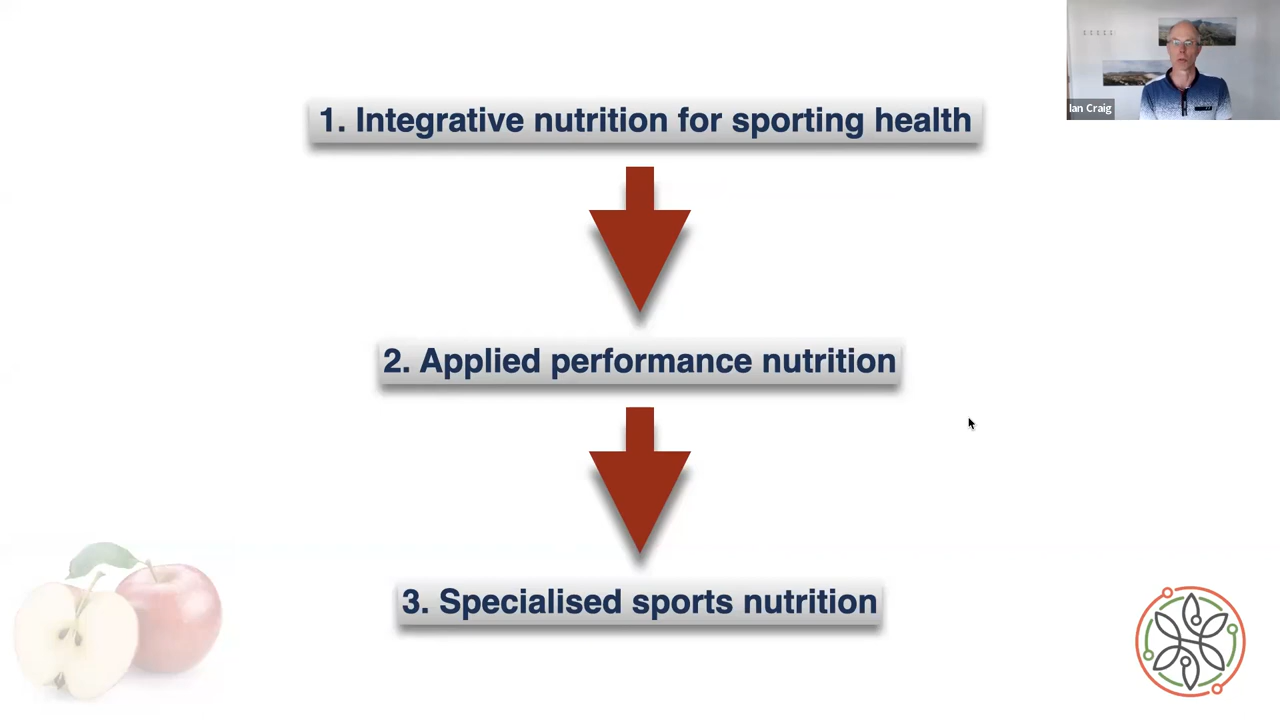 1. Integrative nutrition for sporting health
Ian Craig
2. Applied performance nutrition
3. Specialised sports nutrition